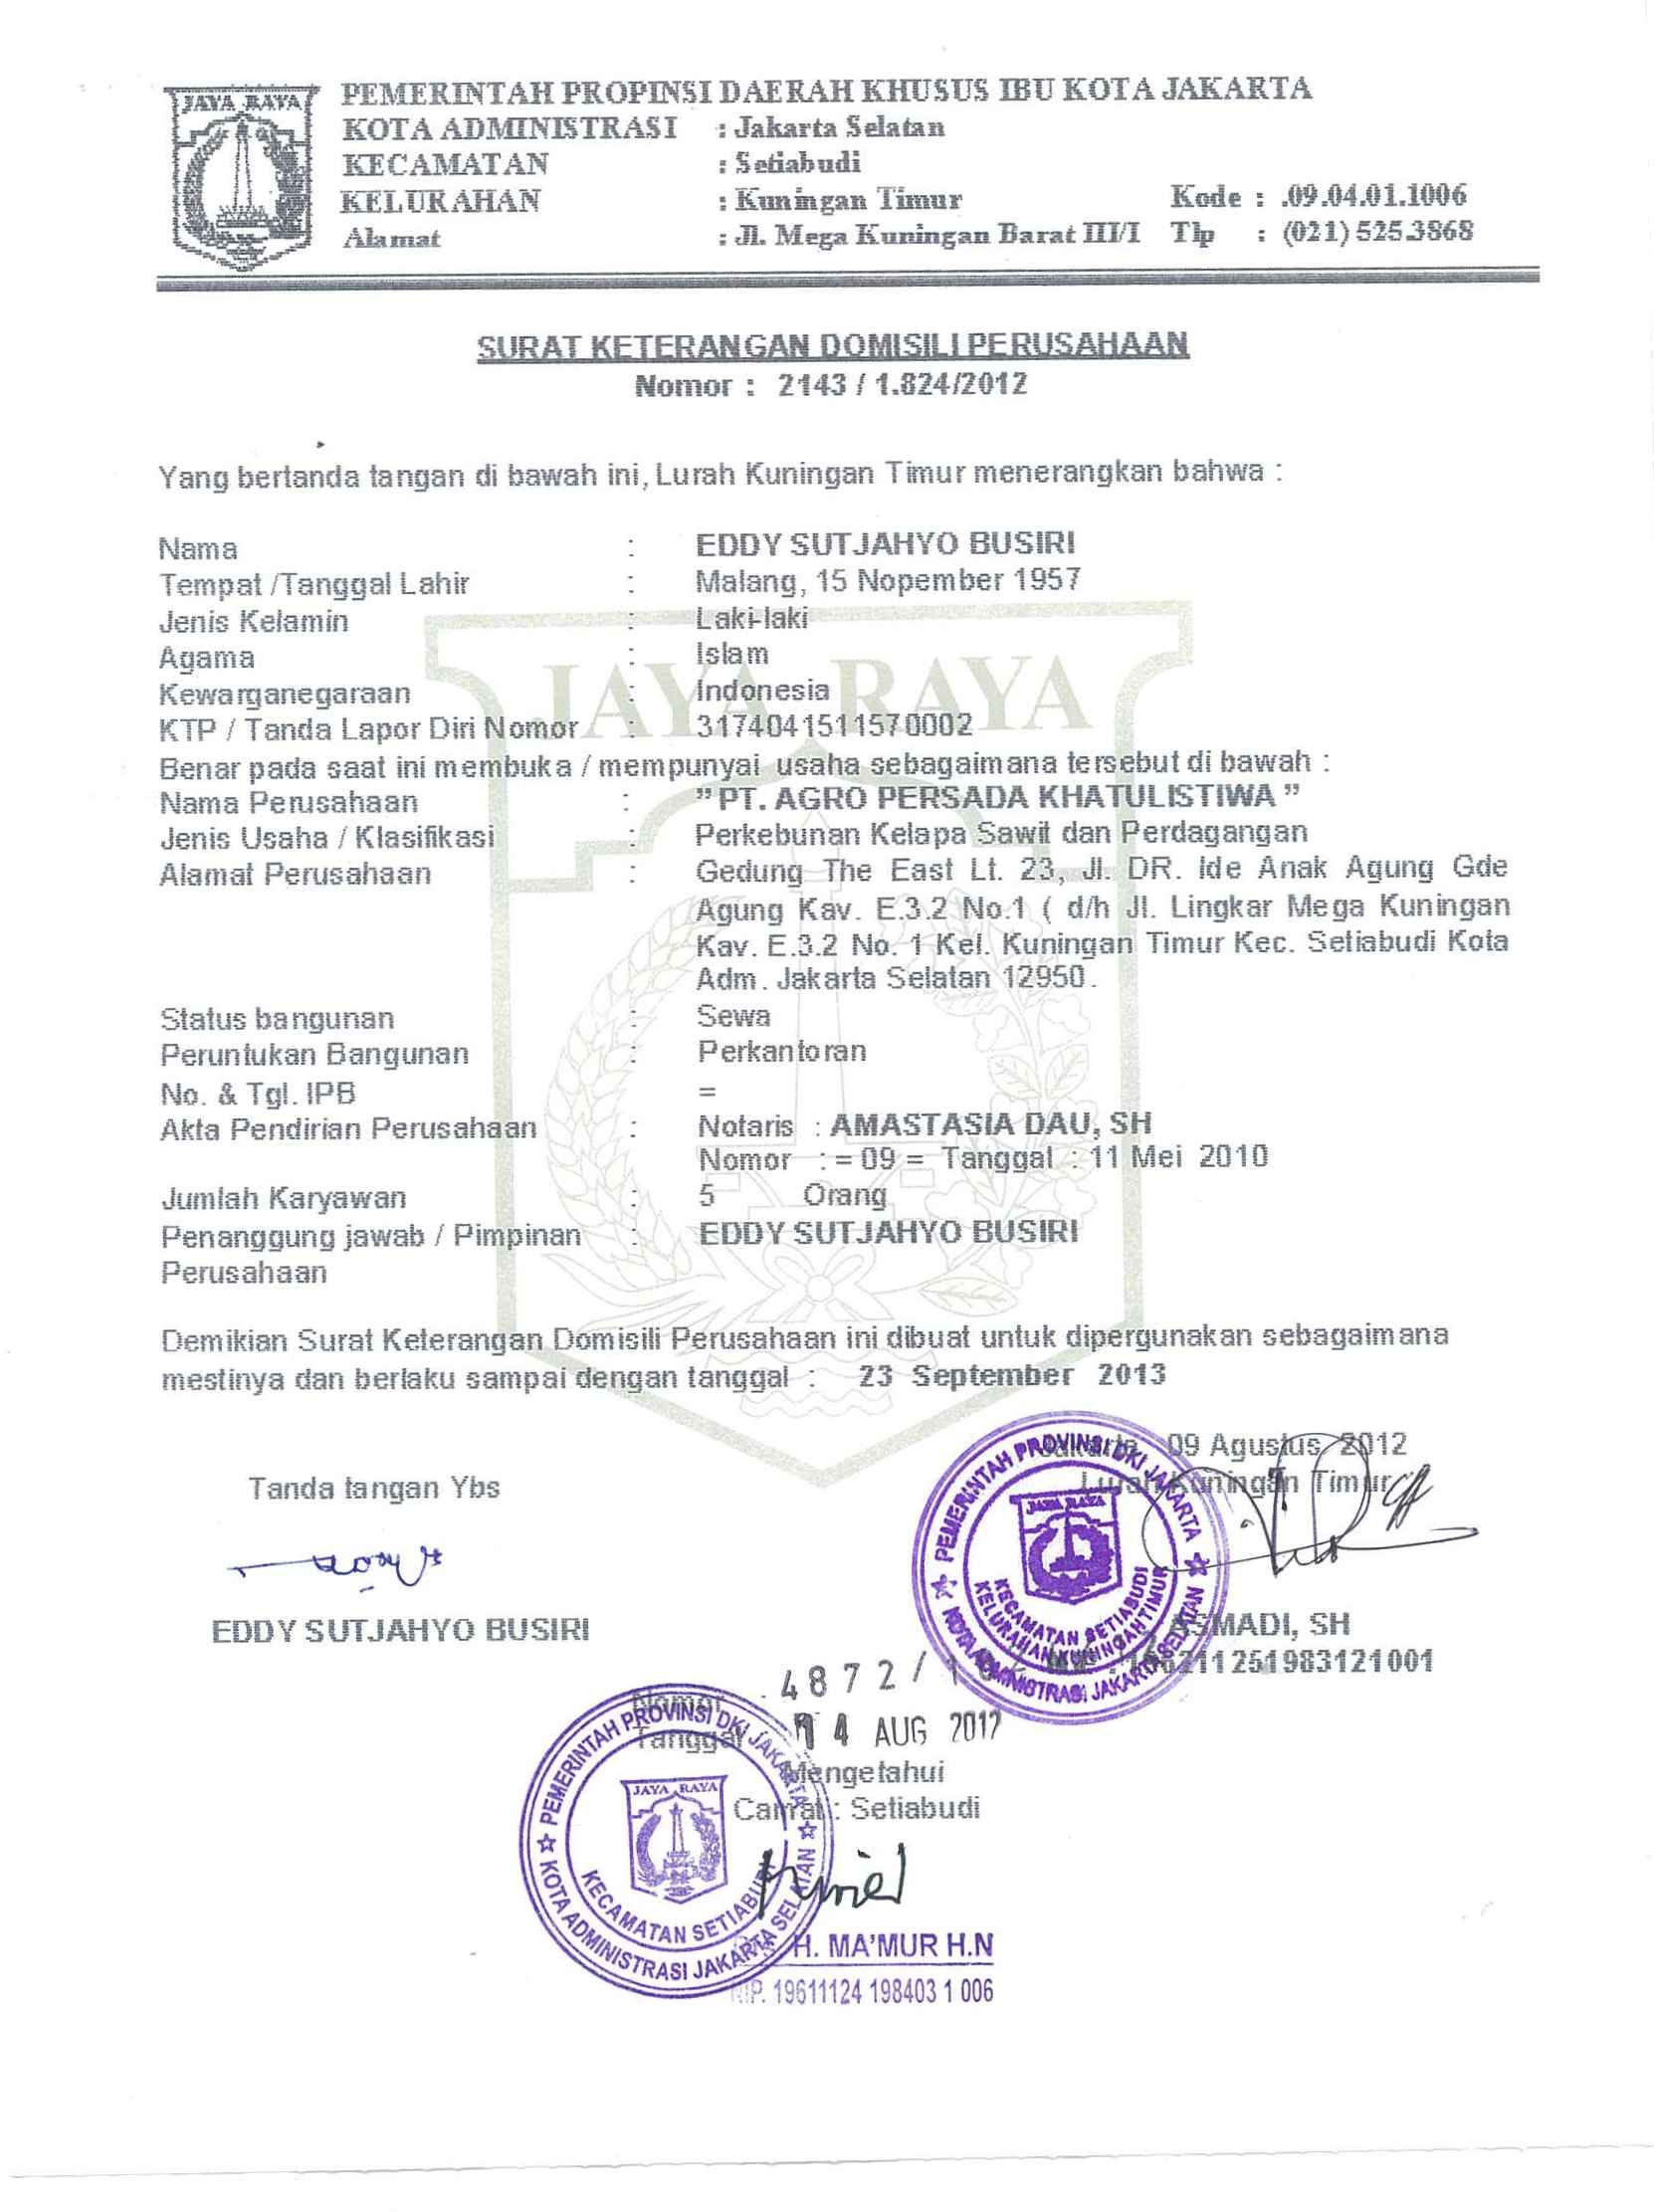 JAYA RAYA
PEMERINTAH PROPINSI DAERAH KHUSUS IBU KOTA JAKARTA
KOTA ADMINISTRASI : Jakarta Selatan
KECAMATAN : Setiabudi
KELURAHAN : Kuningan Timur Kode : .09.04.01.1006
Alamat : Jl. Mega Kuningan Barat III/I Tlp : (021) 525.3868
SURAT KETERANGAN DOMISILI PERUSAHAAN
Nomor : 2143 / 1.824/2012
Yang bertanda tangan di bawah ini, Lurah Kuningan Timur menerangkan bahwa :
Nama : EDDY SUTJAHYO BUSIRI
Tempat /Tanggal Lahir : Malang, 15 Nopember 1957
Jenis Kelamin : Laki-laki
Agama : Islam
Kewarganegaraan : Indonesia
JAYA RAYA
KTP / Tanda Lapor Diri Nomor : 3174041511570002
Benar pada saat ini membuka / mempunyai usaha sebagaimana tersebut di bawah :
Nama Perusahaan : " PT. AGRO PERSADA KHATULISTIWA "
Jenis Usaha / Klasifikasi : Perkebunan Kelapa Sawit dan Perdagangan
Alamat Perusahaan : Gedung The East Lt. 23, Jl. DR. Ide Anak Agung Gde
Agung Kav. E.3.2 No.1 ( d/h Jl. Lingkar Mega Kuningan
Kav. E.3.2 No. 1 Kel. Kuningan Timur Kec. Setiabudi Kota
Adm. Jakarta Selatan 12950.
Status bangunan : Sewa
Peruntukan Bangunan : Perkantoran
No. & Tgl. IPB =
Akta Pendirian Perusahaan : Notaris : AMASTASIA DAU, SH
Nomor : = 09 = Tanggal : 11 Mei 2010
Jumlah Karyawan : 5 Orang
Penanggung jawab / Pimpinan : EDDY SUTJAHYO BUSIRI
Perusahaan
Demikian Surat Keterangan Domisili Perusahaan ini dibuat untuk dipergunakan sebagaimana
mestinya dan berlaku sampai dengan tanggal : 23 September 2013
Jakarta, 09 Agustus 2012
Tanda tangan Ybs
Lurah Kuningan Timur
PEMERINTAH PROVINSI DKI JAKARTA
JAYA RAYA
KECAMATAN SETIABUDI
KELURAHAN KUNINGAN TIMUR
KOTA ADMINISTRASI JAKARTA SELATAN
EDDY SUTJAHYO BUSIRI
ASMADI, SH
196211251983121001
Nomor 4872/
Tanggal 14 AUG 2012
Mengetahui
Camat : Setiabudi
PEMERINTAH PROVINSI DKI JAKARTA
JAYA RAYA
KECAMATAN SETIABUDI
KOTA ADMINISTRASI JAKARTA SELATAN
H. MA'MUR H.N
NIP. 19611124 198403 1 006